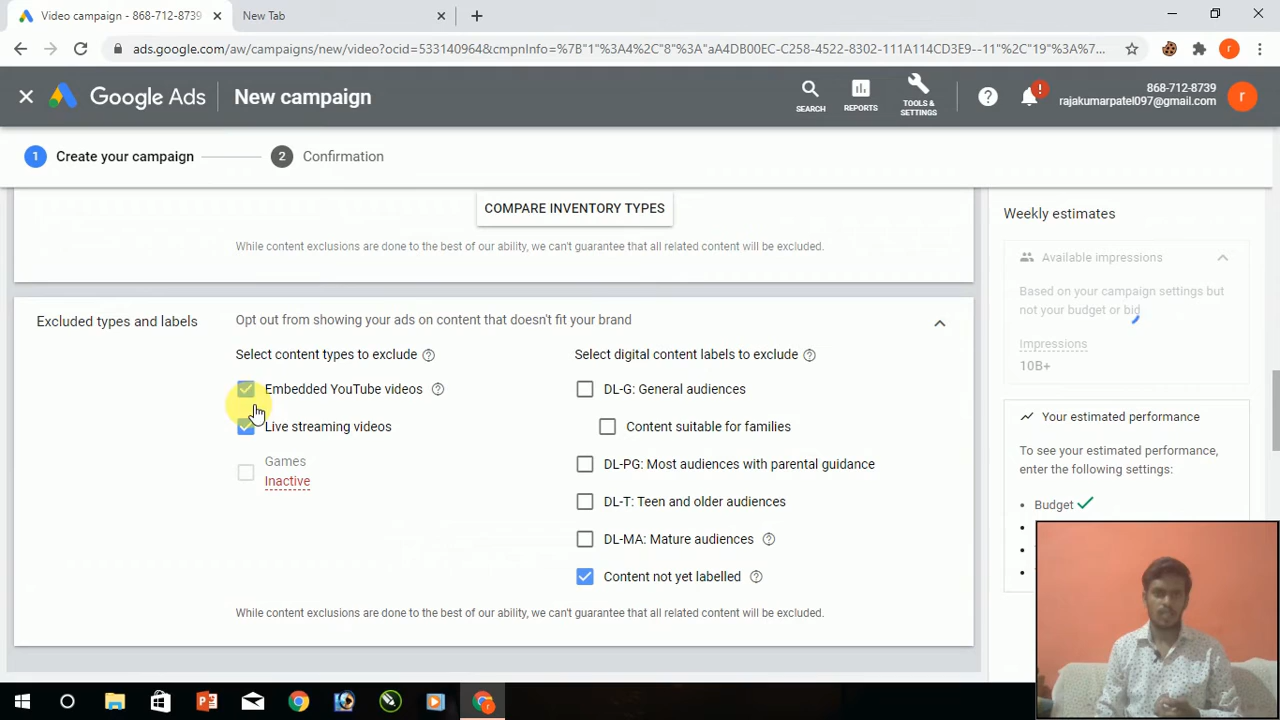 Video campaign - 868-712-8739
New Tab
ads.google.com/aw/campaigns/new/video?ocid=533140964&cmpnInfo=%7B"1"%3A4%2C"8"%3A"aA4DB00EC-C258-4522-8302-111A114CD3E9--11"%2C"19"%3A%7...
Google Ads
New campaign
SEARCH
REPORTS
TOOLS &
SETTINGS
868-712-8739
rajakumarpatel097@gmail.com
r
1 Create your campaign
2 Confirmation
COMPARE INVENTORY TYPES
While content exclusions are done to the best of our ability, we can't guarantee that all related content will be excluded.
Excluded types and labels
Opt out from showing your ads on content that doesn't fit your brand
Select content types to exclude
Embedded YouTube videos
Live streaming videos
Games
Inactive
Select digital content labels to exclude
DL-G: General audiences
Content suitable for families
DL-PG: Most audiences with parental guidance
DL-T: Teen and older audiences
DL-MA: Mature audiences
Content not yet labelled
While content exclusions are done to the best of our ability, we can't guarantee that all related content will be excluded.
Weekly estimates
Available impressions
Based on your campaign settings but
not your budget or bid
Impressions
10B+
Your estimated performance
To see your estimated performance,
enter the following settings:
• Budget